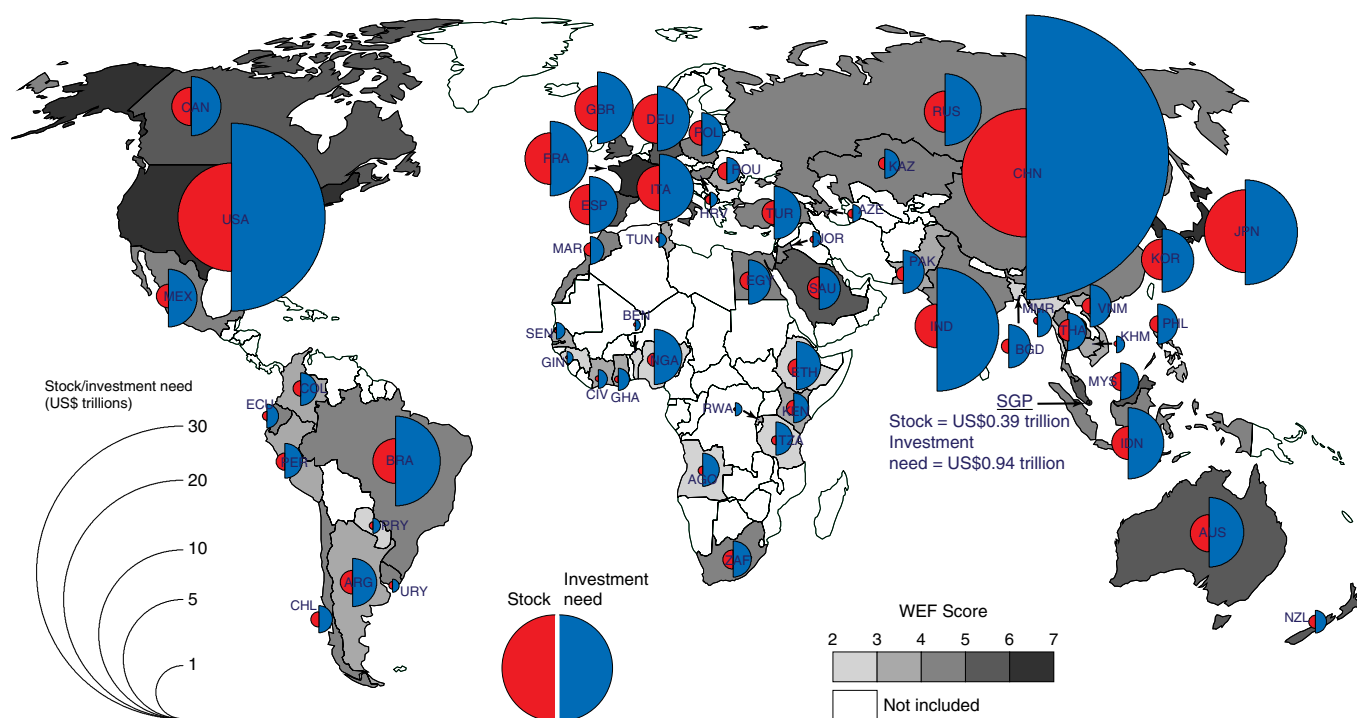 CAN
USA
MEX
COL
ECU
PER
BRA
PRY
ARG
URY
CHL
GBR
DEU
POL
FRA
ITA
ROU
ESP
HRV
TUR
AZE
RUS
KAZ
CHN
JPN
KOR
MAR
TUN
JOR
EGY
SAU
PAK
IND
MMR
BGD
VNM
THA
KHM
PHL
MYS
SGP
Stock = US$0.39 trillion
Investment
need = US$0.94 trillion
IDN
AUS
NZL
SEN
GIN
BEN
NGA
CIV
GHA
ETH
KEN
RWA
TZA
AGO
ZAF
Stock/investment need
(US$ trillions)
30
20
10
5
1
Stock
Investment
need
WEF Score
2 3 4 5 6 7
Not included